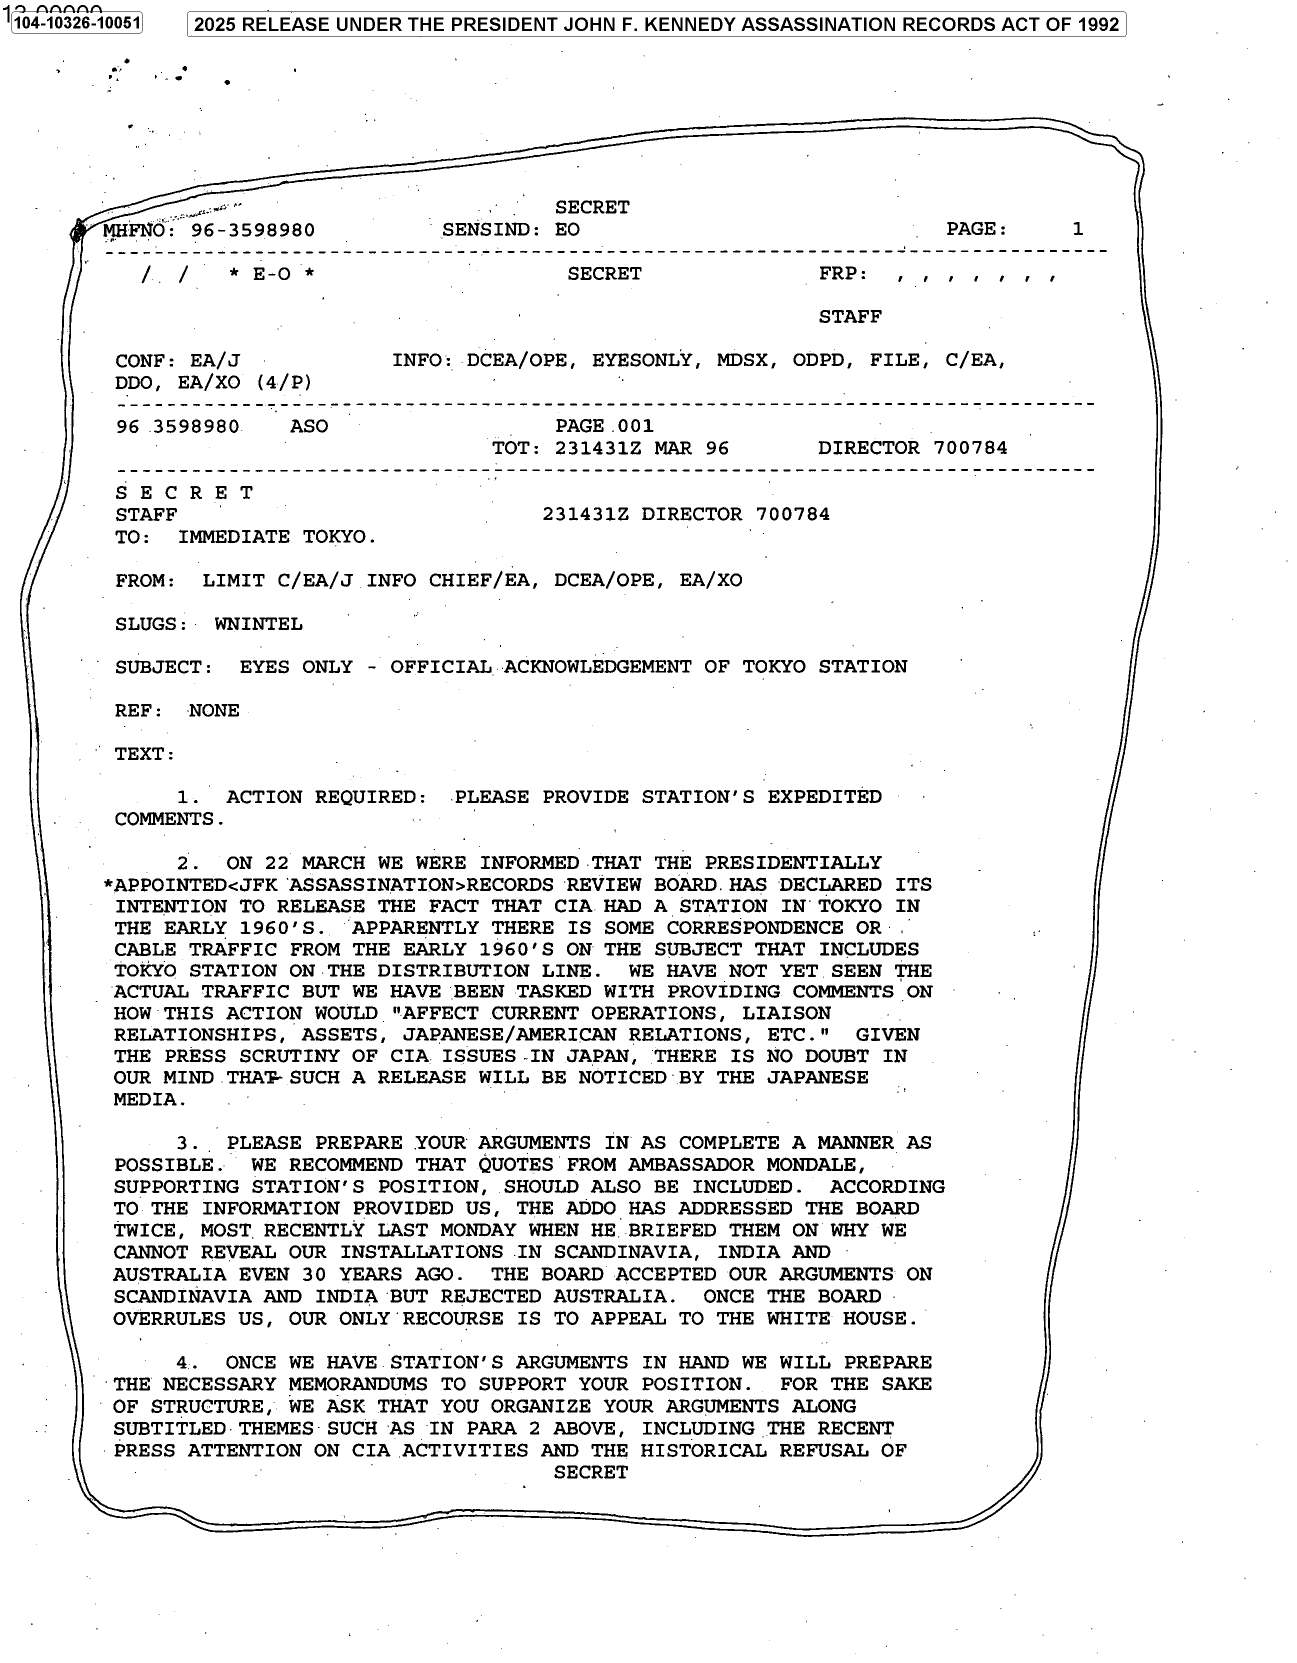 104-10326-10051
2025 RELEASE UNDER THE PRESIDENT JOHN F. KENNEDY ASSASSINATION RECORDS ACT OF 1992
SECRET
MHFNO: 96-3598980 SENSIND: EO PAGE: 1
/ / * E-O * SECRET FRP: , , , , , , ,
STAFF
CONF: EA/J INFO: DCEA/OPE, EYESONLY, MDSX, ODPD, FILE, C/EA,
DDO, EA/XO (4/P)
96 3598980 ASO PAGE 001
TOT: 231431Z MAR 96 DIRECTOR 700784
S E C R E T
STAFF 231431Z DIRECTOR 700784
TO: IMMEDIATE TOKYO.
FROM: LIMIT C/EA/J INFO CHIEF/EA, DCEA/OPE, EA/XO
SLUGS: WNINTEL
SUBJECT: EYES ONLY - OFFICIAL ACKNOWLEDGEMENT OF TOKYO STATION
REF: NONE
TEXT:
1. ACTION REQUIRED: PLEASE PROVIDE STATION'S EXPEDITED
COMMENTS.
2. ON 22 MARCH WE WERE INFORMED THAT THE PRESIDENTIALLY
*APPOINTED<JFK ASSASSINATION>RECORDS REVIEW BOARD HAS DECLARED ITS
INTENTION TO RELEASE THE FACT THAT CIA HAD A STATION IN TOKYO IN
THE EARLY 1960'S. APPARENTLY THERE IS SOME CORRESPONDENCE OR
CABLE TRAFFIC FROM THE EARLY 1960'S ON THE SUBJECT THAT INCLUDES
TOKYO STATION ON THE DISTRIBUTION LINE. WE HAVE NOT YET SEEN THE
ACTUAL TRAFFIC BUT WE HAVE BEEN TASKED WITH PROVIDING COMMENTS ON
HOW THIS ACTION WOULD "AFFECT CURRENT OPERATIONS, LIAISON
RELATIONSHIPS, ASSETS, JAPANESE/AMERICAN RELATIONS, ETC." GIVEN
THE PRESS SCRUTINY OF CIA ISSUES IN JAPAN, THERE IS NO DOUBT IN
OUR MIND THAT SUCH A RELEASE WILL BE NOTICED BY THE JAPANESE
MEDIA.
3. PLEASE PREPARE YOUR ARGUMENTS IN AS COMPLETE A MANNER AS
POSSIBLE. WE RECOMMEND THAT QUOTES FROM AMBASSADOR MONDALE,
SUPPORTING STATION'S POSITION, SHOULD ALSO BE INCLUDED. ACCORDING
TO THE INFORMATION PROVIDED US, THE ADDO HAS ADDRESSED THE BOARD
TWICE, MOST RECENTLY LAST MONDAY WHEN HE BRIEFED THEM ON WHY WE
CANNOT REVEAL OUR INSTALLATIONS IN SCANDINAVIA, INDIA AND
AUSTRALIA EVEN 30 YEARS AGO. THE BOARD ACCEPTED OUR ARGUMENTS ON
SCANDINAVIA AND INDIA BUT REJECTED AUSTRALIA. ONCE THE BOARD
OVERRULES US, OUR ONLY RECOURSE IS TO APPEAL TO THE WHITE HOUSE.
4. ONCE WE HAVE STATION'S ARGUMENTS IN HAND WE WILL PREPARE
THE NECESSARY MEMORANDUMS TO SUPPORT YOUR POSITION. FOR THE SAKE
OF STRUCTURE, WE ASK THAT YOU ORGANIZE YOUR ARGUMENTS ALONG
SUBTITLED THEMES SUCH AS IN PARA 2 ABOVE, INCLUDING THE RECENT
PRESS ATTENTION ON CIA ACTIVITIES AND THE HISTORICAL REFUSAL OF
SECRET